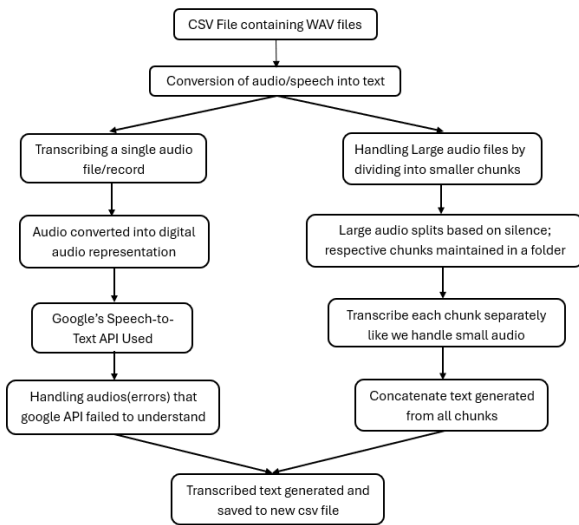 CSV File containing WAV files
Conversion of audio/speech into text
Transcribing a single audio
file/record
Handling Large audio files by
dividing into smaller chunks
Audio converted into digital
audio representation
Large audio splits based on silence;
respective chunks maintained in a folder
Google's Speech-to-
Text API Used
Transcribe each chunk separately
like we handle small audio
Handling audios(errors) that
google API failed to understand
Concatenate text generated
from all chunks
Transcribed text generated and
saved to new csv file